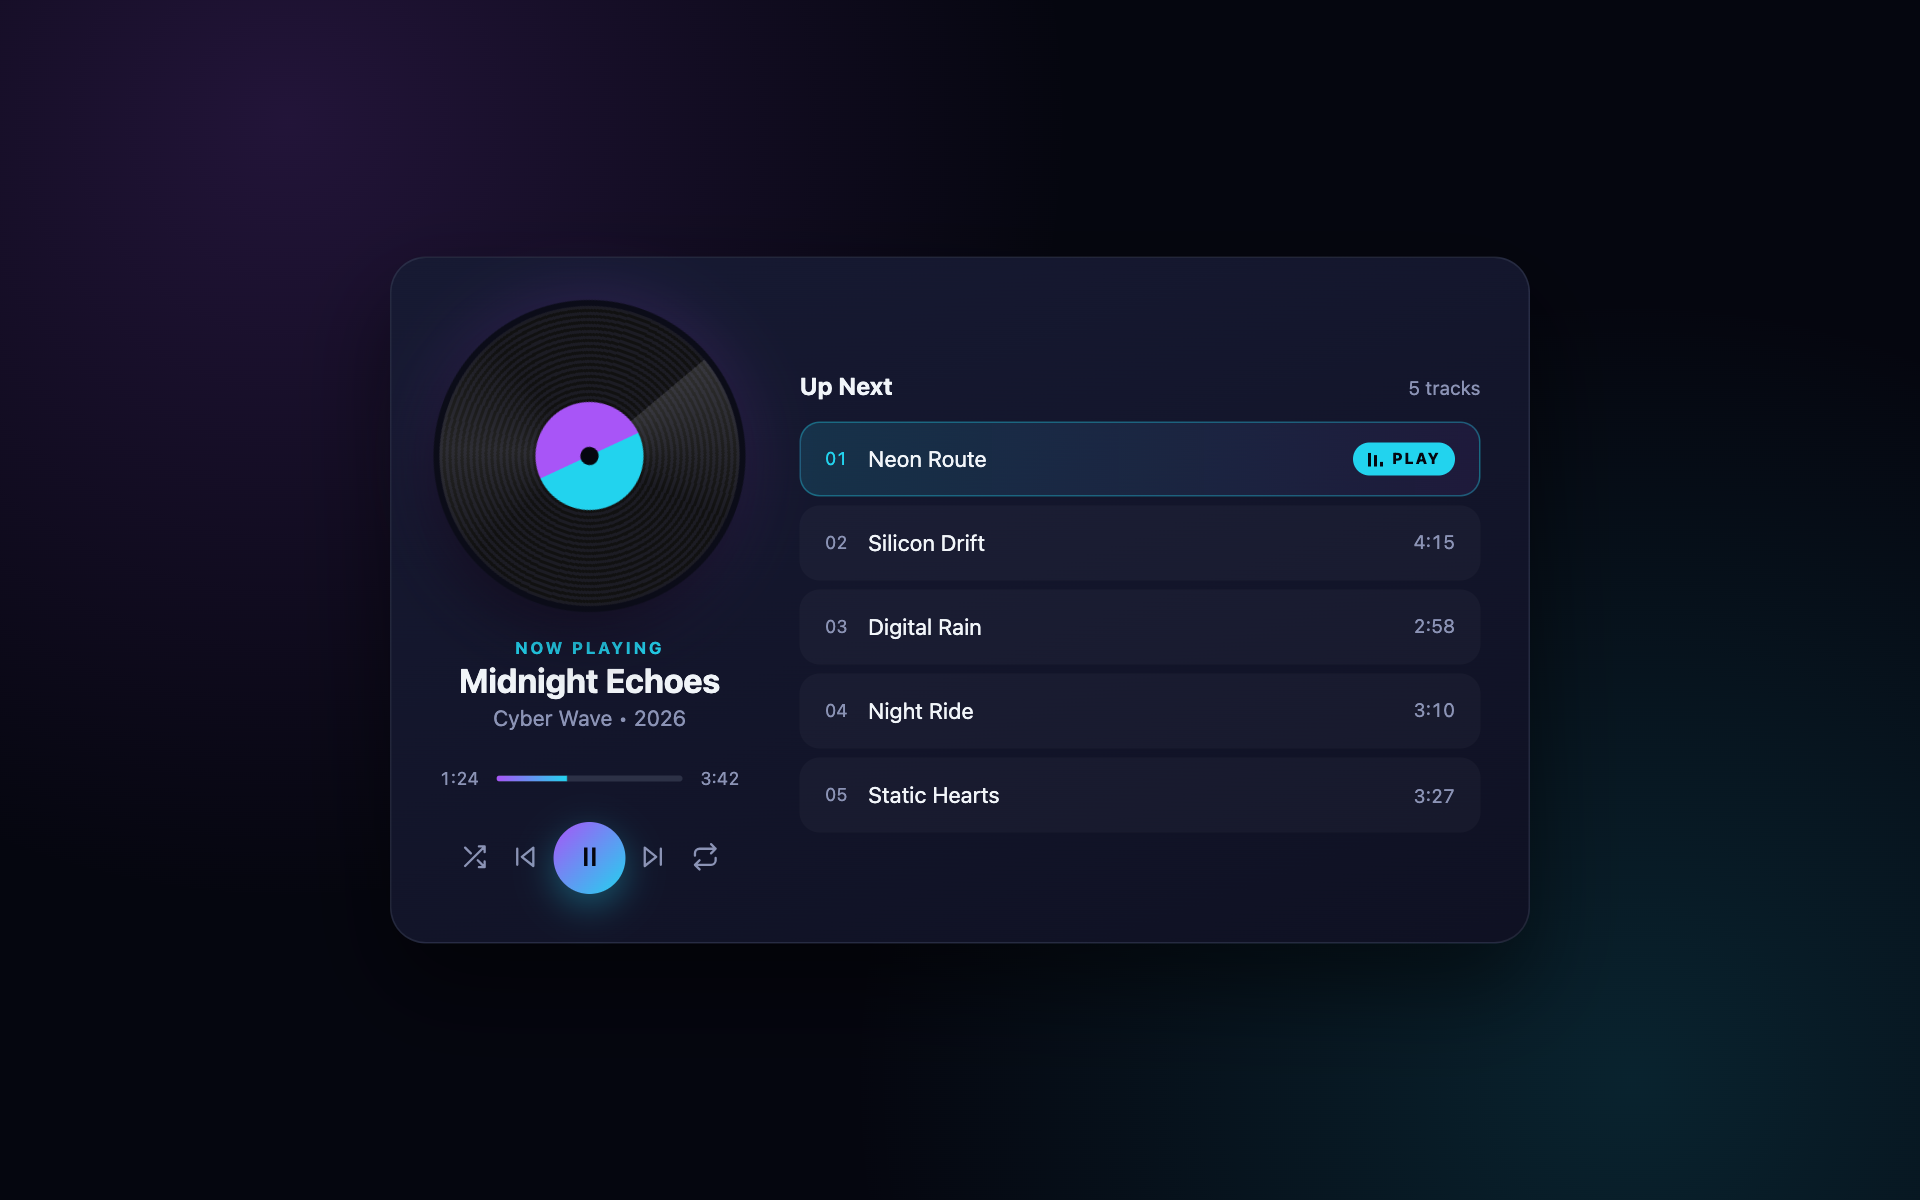 NOW PLAYING
Midnight Echoes
Cyber Wave • 2026
1:24 3:42
Up Next 5 tracks
01 Neon Route PLAY
02 Silicon Drift 4:15
03 Digital Rain 2:58
04 Night Ride 3:10
05 Static Hearts 3:27